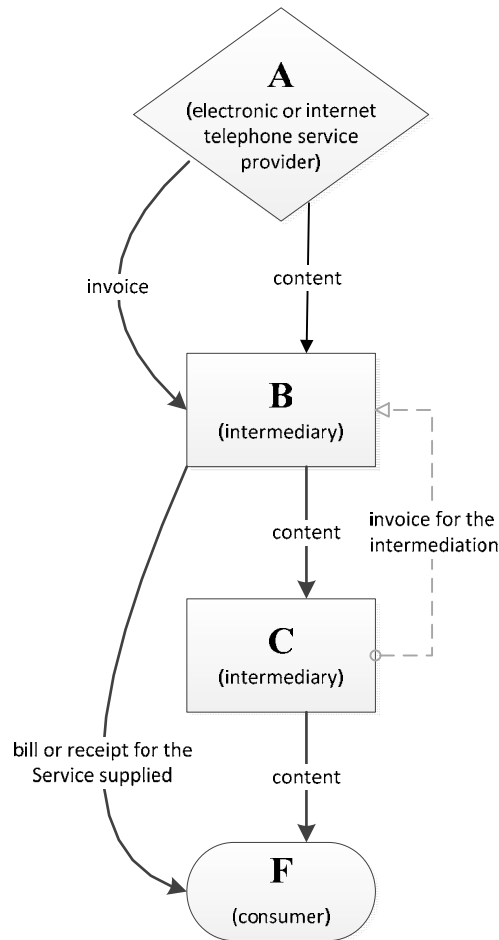 A
(electronic or internet
telephone service
provider)
invoice
content
B
(intermediary)
content
invoice for the
intermediation
C
(intermediary)
bill or receipt for the
Service supplied
content
F
(consumer)